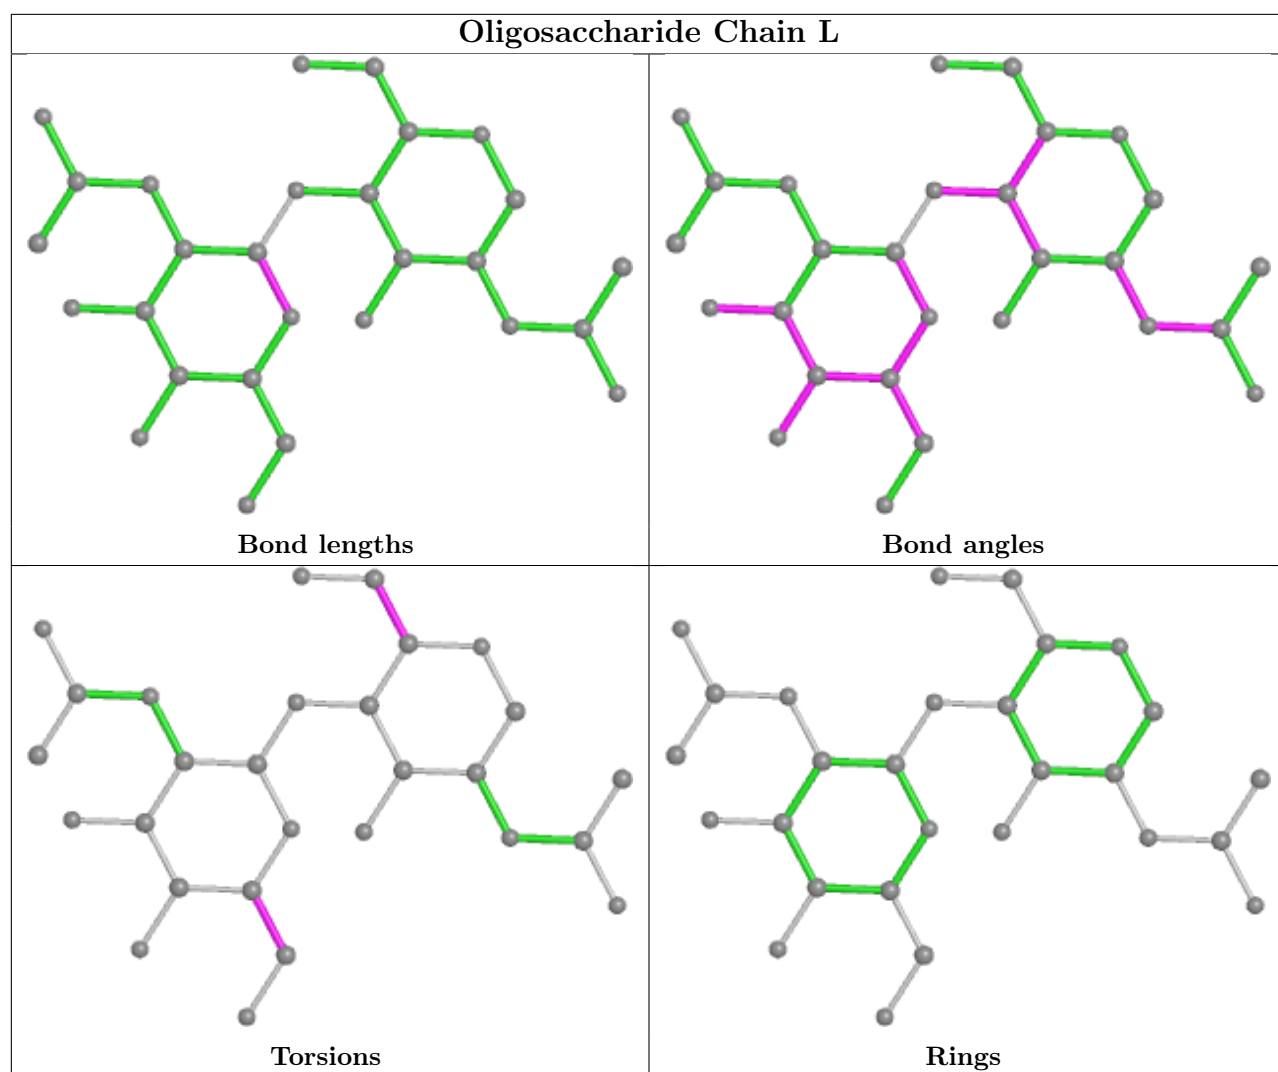 Oligosaccharide Chain L
Bond lengths
Bond angles
Torsions
Rings